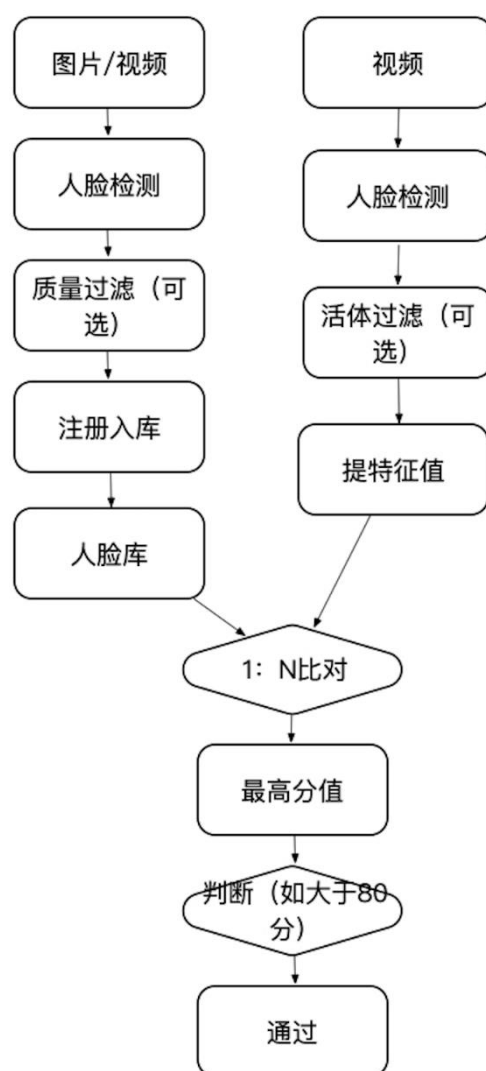 图片/视频
人脸检测
质量过滤（可
选）
注册入库
人脸库
视频
人脸检测
活体过滤（可
选）
提特征值
1：N比对
最高分值
判断（如大于80
分）
通过